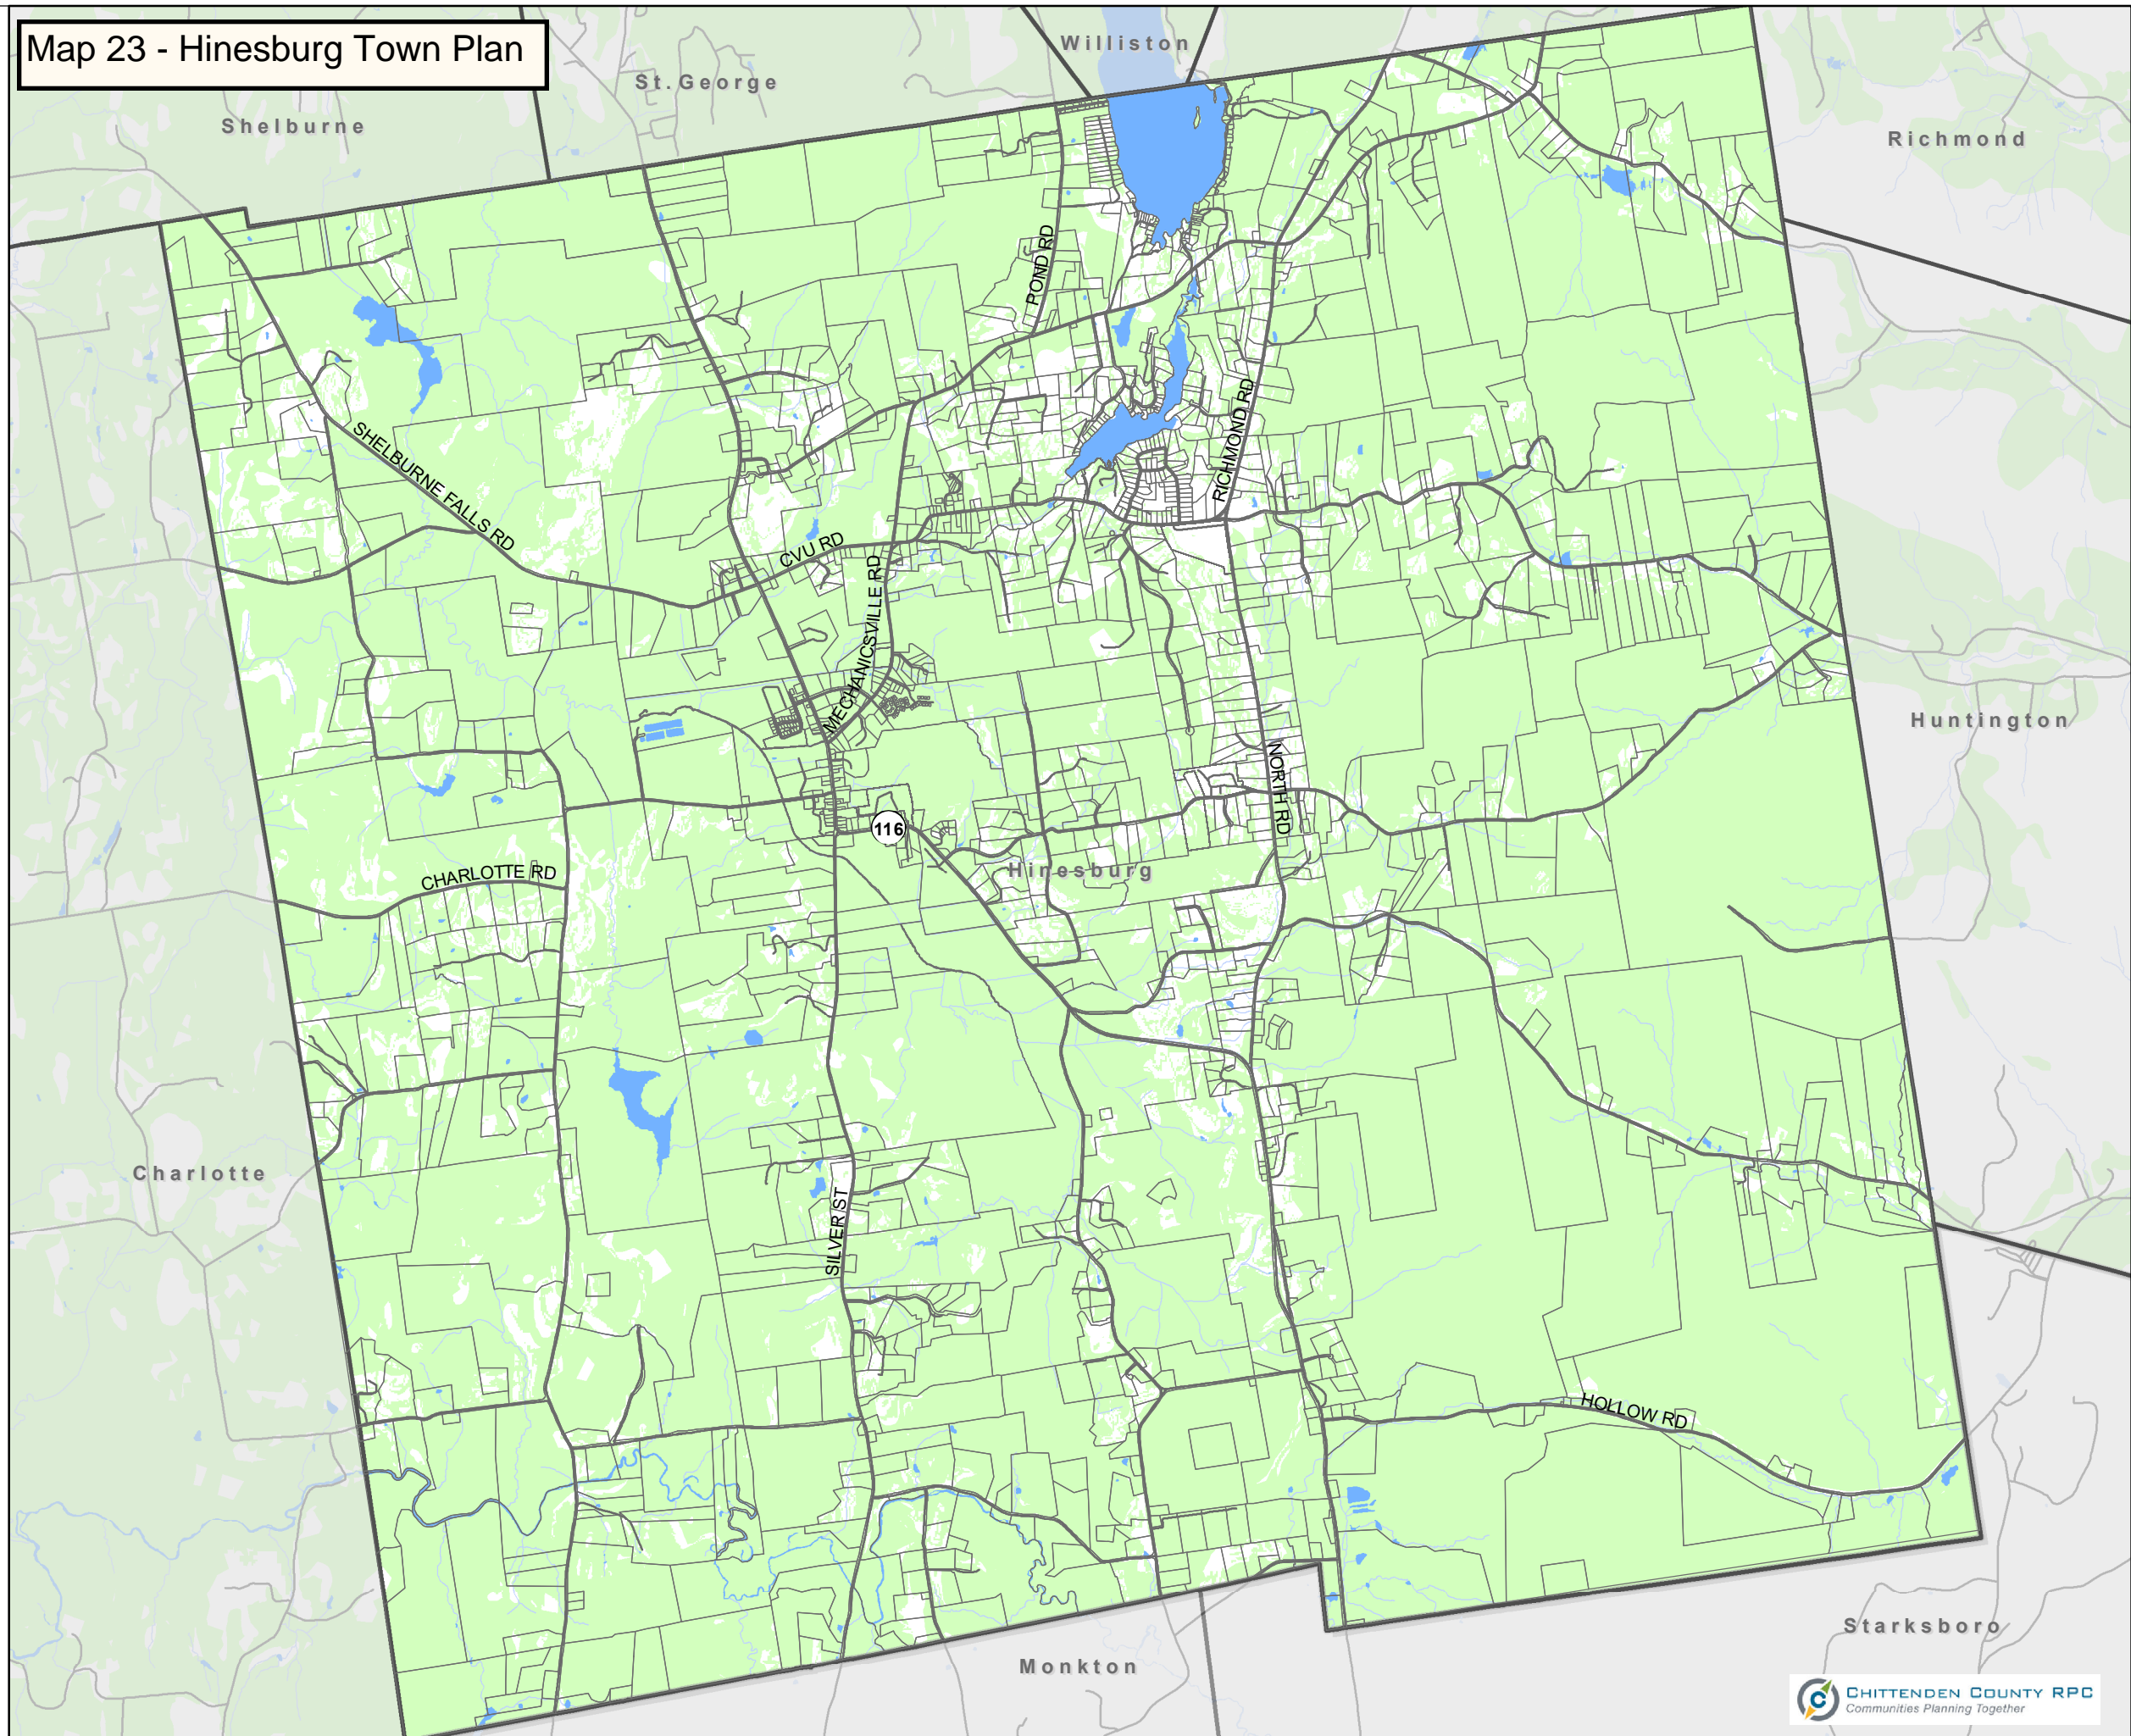 Map 23 - Hinesburg Town Plan
Williston
St.George
Shelburne
Richmond
POND RD
RICHMOND RD
SHELBURNE FALLS RD
CVU RD
MECHANICSVILLE RD
Huntington
NORTH RD
116
Hinesburg
CHARLOTTE RD
Charlotte
SILVER ST
HOLLOW RD
Starksboro
Monkton
CHITTENDEN COUNTY RPC
Communities Planning Together